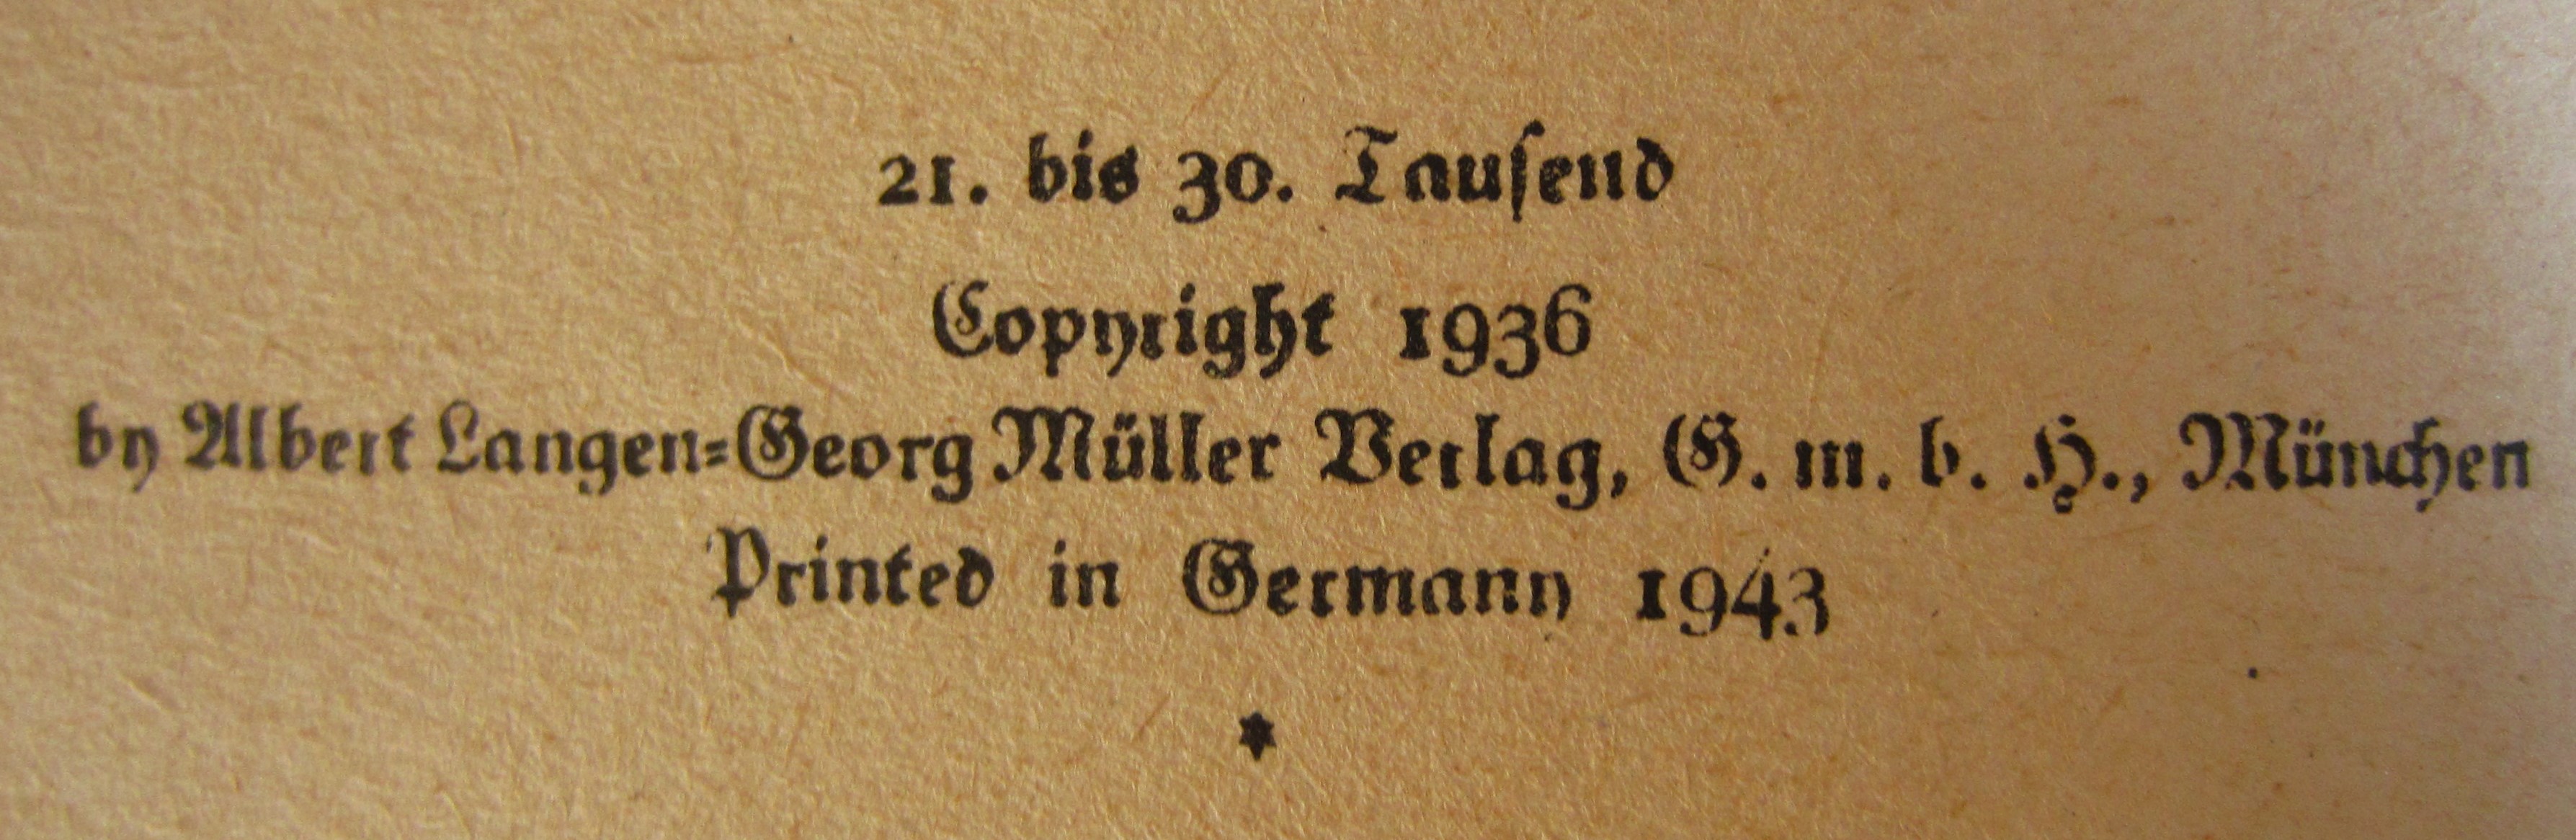 21. bis 30. Tauſend
Copyright 1936
by Albert Langen=Georg Müller Verlag, G. m. b. H., München
Printed in Germany 1943